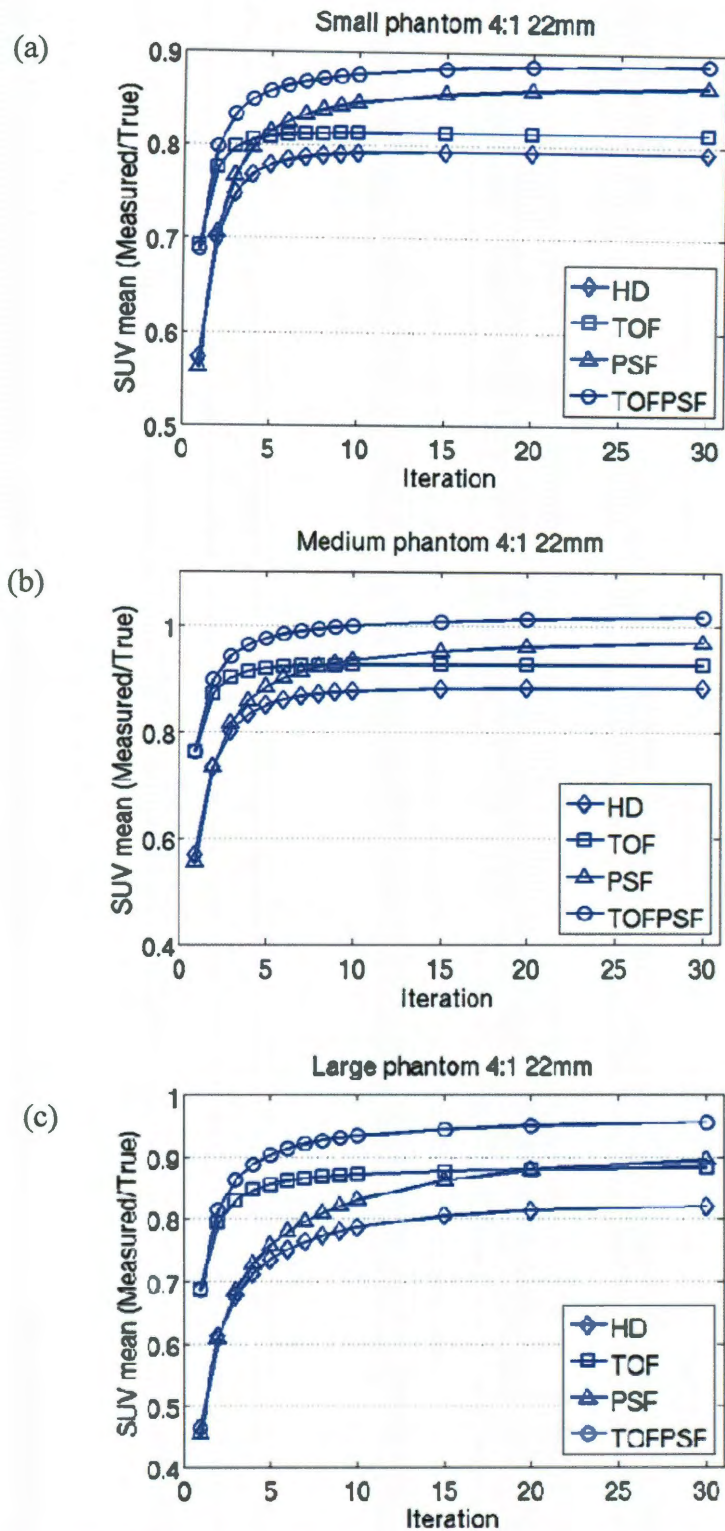 (a)
Small phantom 4:1 22mm
SUV mean (Measured/True)
0.9
0.8
0.7
0.6
0.5
0 5 10 15 20 25 30
Iteration
HD
TOF
PSF
TOFPSF
(b)
Medium phantom 4:1 22mm
SUV mean (Measured/True)
1
0.8
0.6
0.4
0 5 10 15 20 25 30
Iteration
HD
TOF
PSF
TOFPSF
(c)
Large phantom 4:1 22mm
SUV mean (Measured/True)
1
0.9
0.8
0.7
0.6
0.5
0.4
0 5 10 15 20 25 30
Iteration
HD
TOF
PSF
TOFPSF